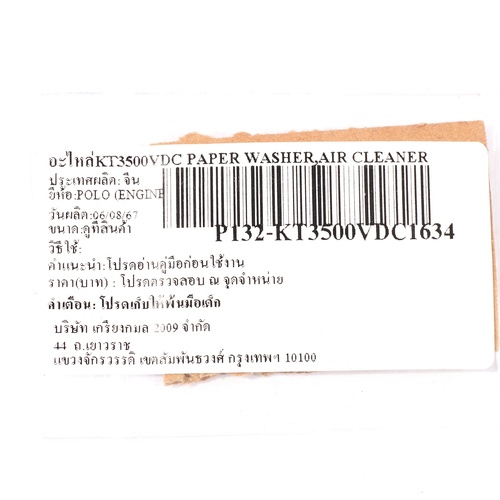 อะไหล่KT3500VDC PAPER WASHER,AIR CLEANER
ประเทศผลิต: จีน
ยี่ห้อ:POLO (ENGINE
วันผลิต:06/08/67
ขนาด:ดูที่สินค้า
P132-KT3500VDC1634
วิธีใช้:
คำแนะนำ:โปรดอ่านคู่มือก่อนใช้งาน
ราคา(บาท) : โปรดตรวจสอบ ณ จุดจำหน่าย
คำเตือน: โปรดเก็บให้พ้นมือเด็ก
บริษัท เกรียงกมล 2009 จำกัด
44 ถ.เยาวราช
แขวงจักรวรรดิ เขตสัมพันธวงศ์ กรุงเทพฯ 10100